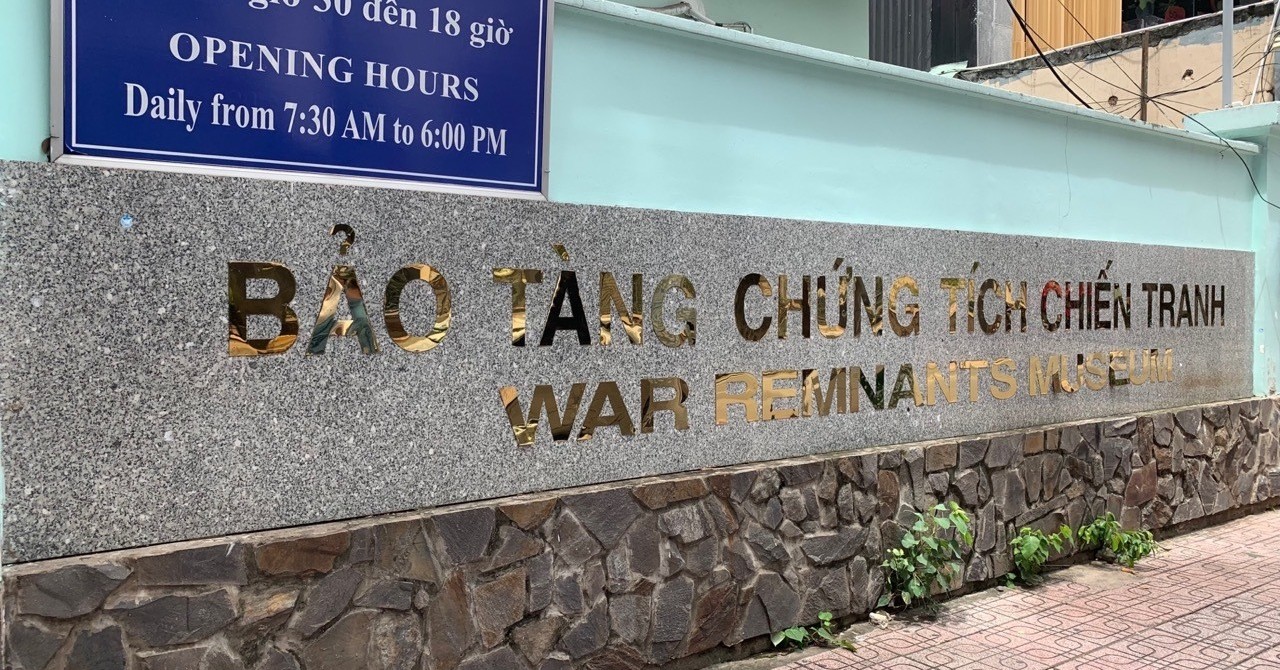 giờ 30 đến 18 giờ
OPENING HOURS
Daily from 7:30 AM to 6:00 PM
BẢO TÀNG CHỨNG TÍCH CHIẾN TRANH
WAR REMNANTS MUSEUM